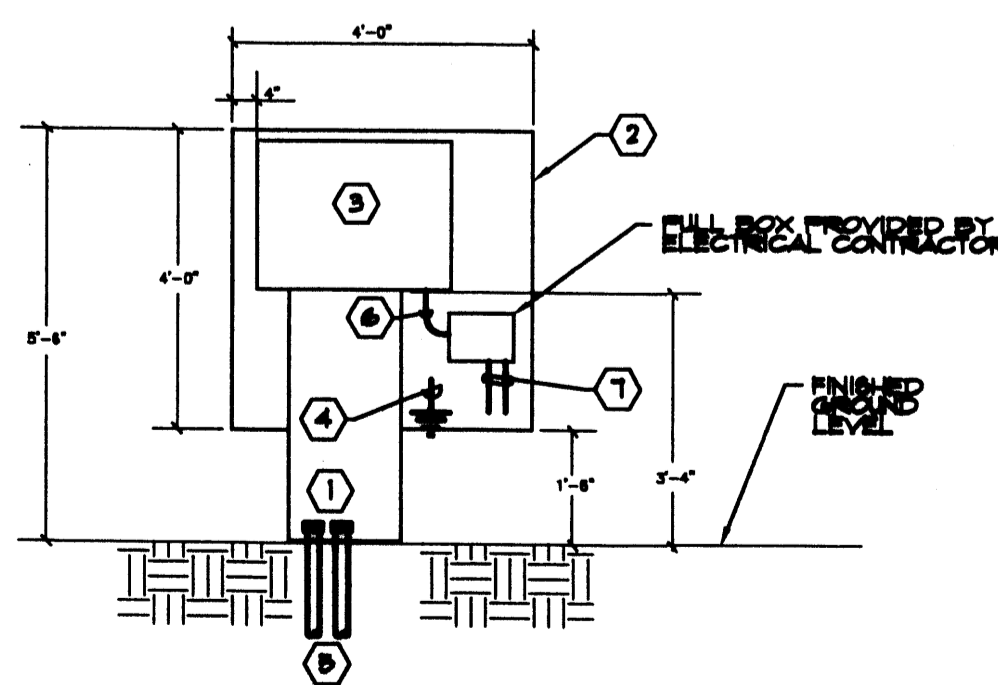 4'-0"
4"
2
3
PULL BOX PROVIDED BY
ELECTRICAL CONTRACTOR
4'-0"
5'-6"
6
7
4
FINISHED
GROUND
LEVEL
1
1'-6"
3'-4"
5